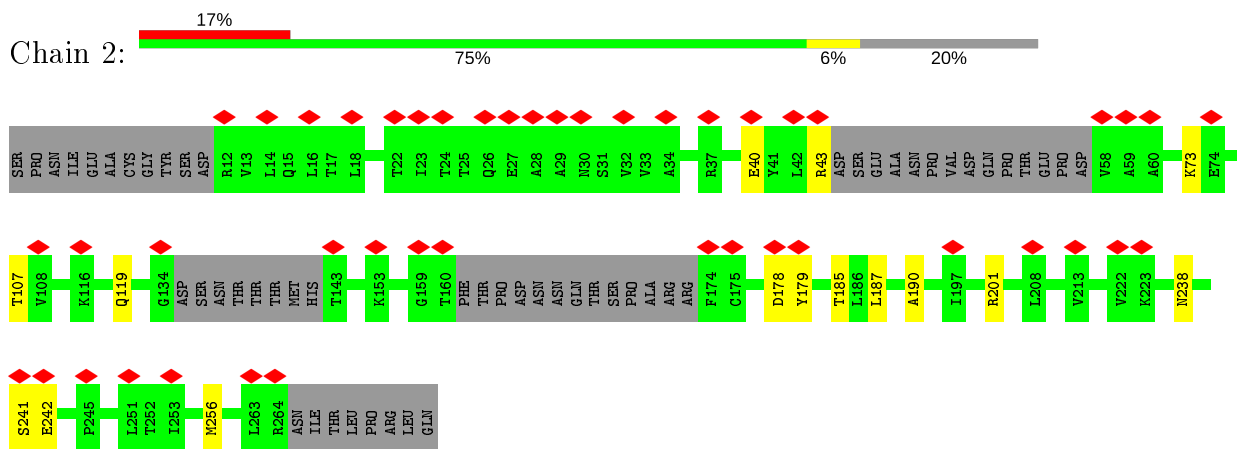 17%
Chain 2:
75% 6% 20%
SER PRO ASN ILE GLU ALA CYS GLY TYR SER ASP R12 V13 L14 Q15 L16 T17 L18 T22 I23 T24 T25 Q26 E27 A28 A29 N30 S31 V32 V33 A34 R37 E40 Y41 L42 R43 ASP SER GLU ALA ASN PRO VAL ASP GLN PRO THR GLU PRO ASP V58 A59 A60 K73 E74
T107 V108 K116 Q119 G134 ASP SER ASN THR THR THR MET HIS T143 K153 G159 T160 PHE THR PRO ASP ASN ASN GLN THR SER PRO ALA ARG ARG F174 C175 D178 Y179 T185 L186 L187 A190 I197 R201 L208 V213 V222 K223 N238
S241 E242 P245 L251 T252 I253 M256 L263 R264 ASN ILE THR LEU PRO ARG LEU GLN